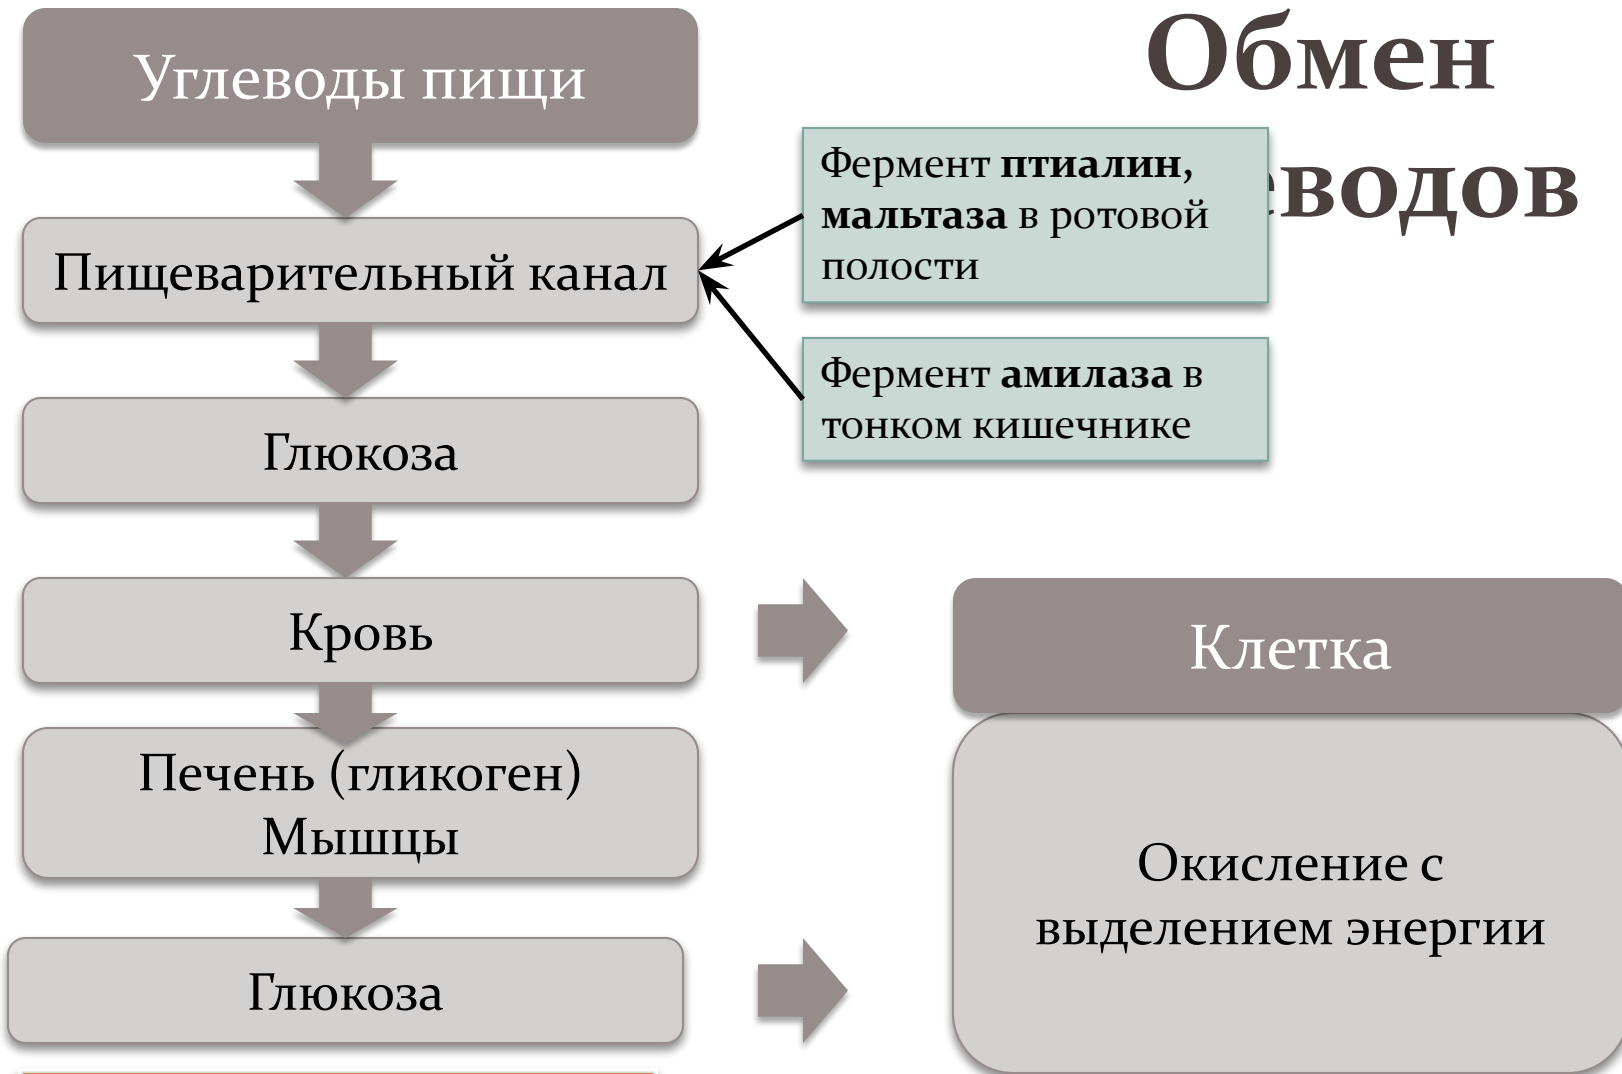 Обмен
еводов
Углеводы пищи
Фермент птиалин,
мальтаза в ротовой
полости
Пищеварительный канал
Фермент амилаза в
тонком кишечнике
Глюкоза
Кровь
Клетка
Печень (гликоген)
Мышцы
Окисление с
выделением энергии
Глюкоза